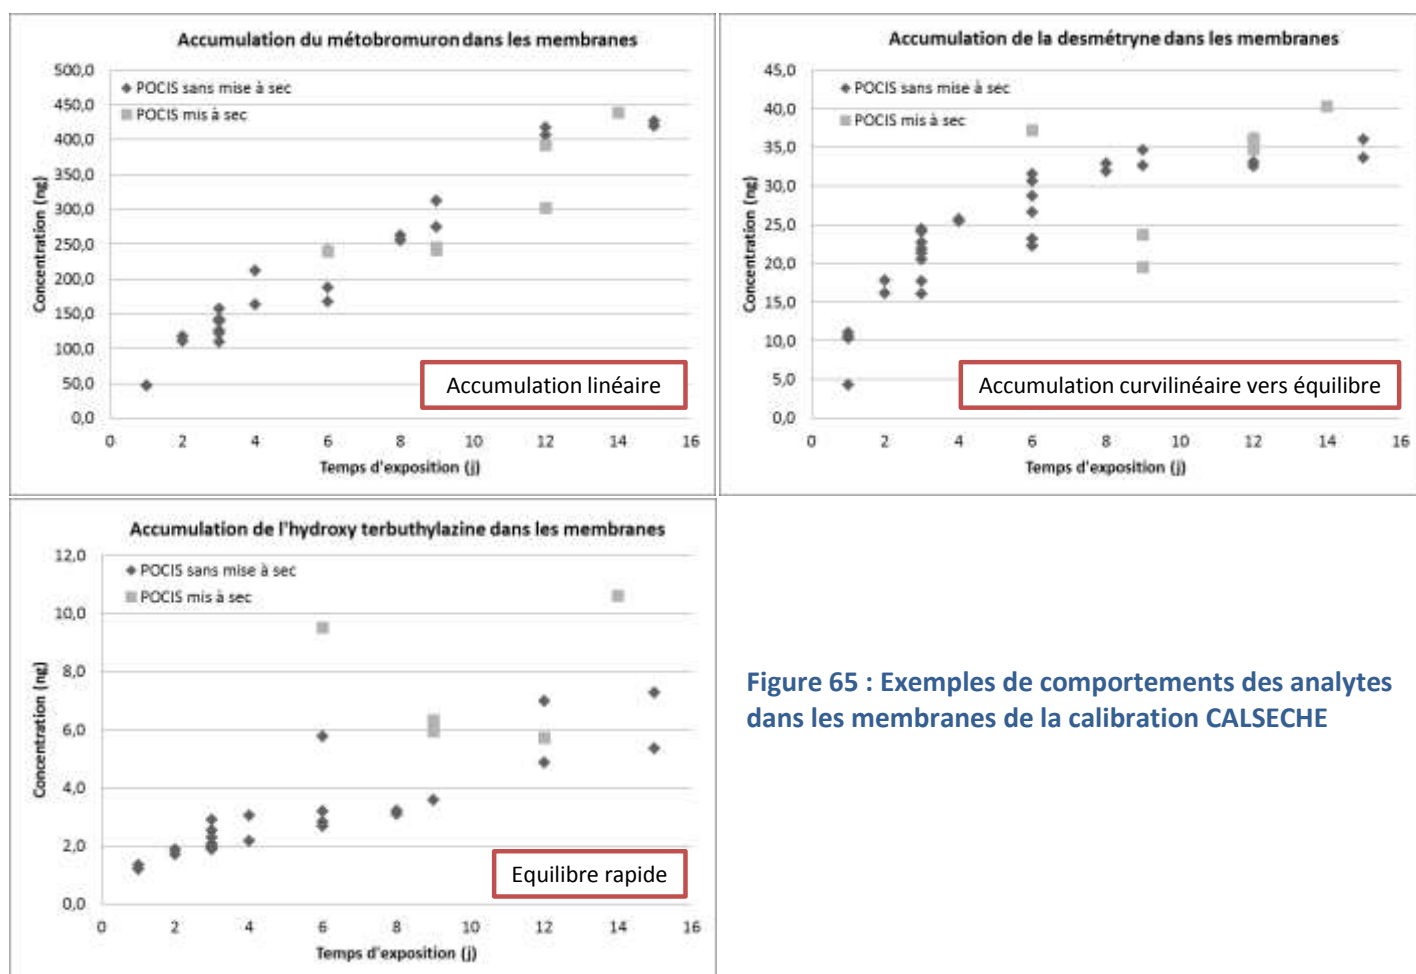 Accumulation du métobromuron dans les membranes
500,0
450,0
400,0
350,0
300,0
250,0
200,0
150,0
100,0
50,0
0,0
Concentration (ng)
◆ POCIS sans mise à sec
■ POCIS mis à sec
Accumulation linéaire
0 2 4 6 8 10 12 14 16
Temps d'exposition (j)
Accumulation de la desmétryne dans les membranes
45,0
40,0
35,0
30,0
25,0
20,0
15,0
10,0
5,0
0,0
Concentration (ng)
◆ POCIS sans mise à sec
■ POCIS mis à sec
Accumulation curvilinéaire vers équilibre
0 2 4 6 8 10 12 14 16
Temps d'exposition (j)
Accumulation de l'hydroxy terbuthylazine dans les membranes
12,0
10,0
8,0
6,0
4,0
2,0
0,0
Concentration (ng)
◆ POCIS sans mise à sec
■ POCIS mis à sec
Equilibre rapide
0 2 4 6 8 10 12 14 16
Temps d'exposition (j)
Figure 65 : Exemples de comportements des analytes
dans les membranes de la calibration CALSECHE